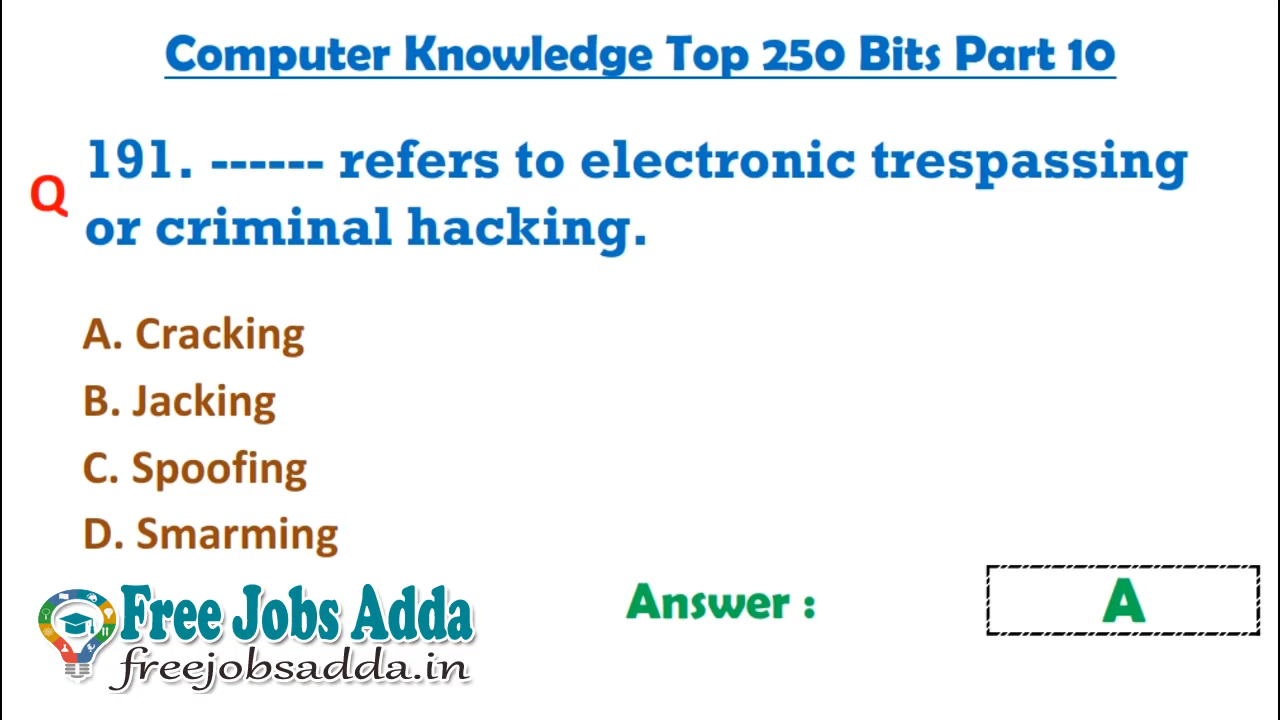 Computer Knowledge Top 250 Bits Part 10
Q
191. ------ refers to electronic trespassing
or criminal hacking.
A. Cracking
B. Jacking
C. Spoofing
D. Smarming
Free Jobs Adda
freejobsadda.in
Answer :
A